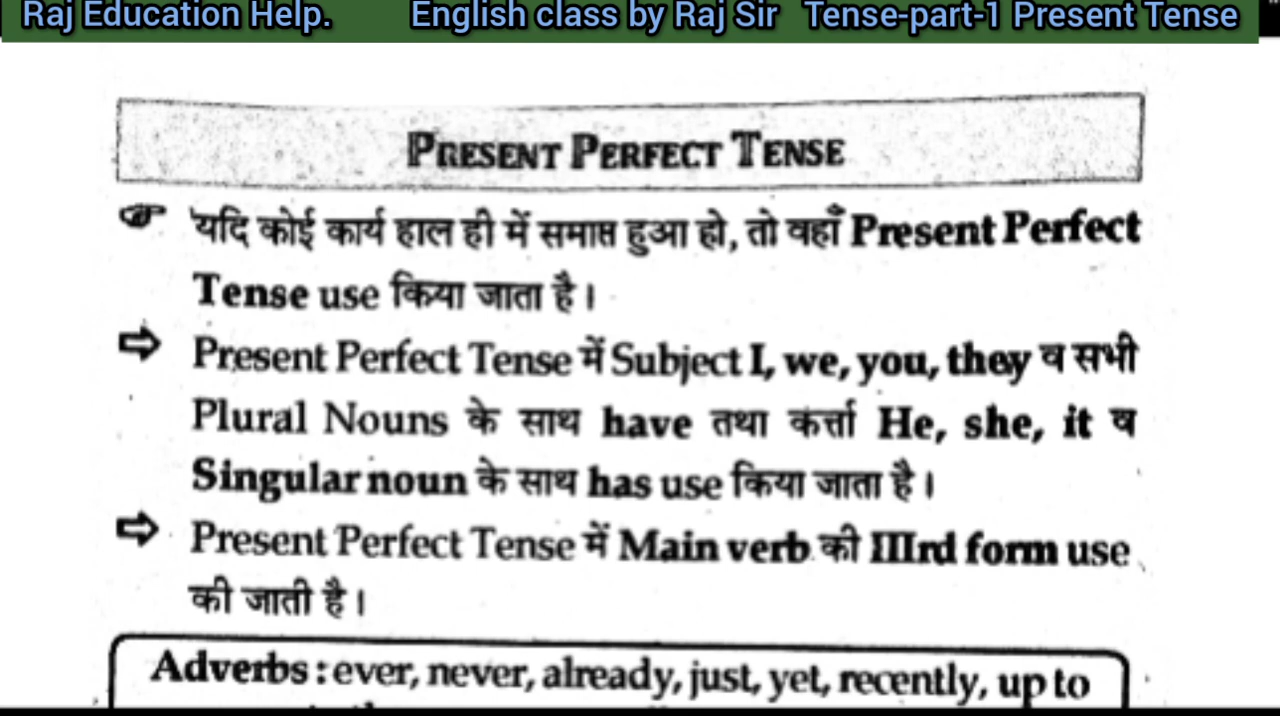 Raj Education Help. English class by Raj Sir Tense-part-1 Present Tense
PRESENT PERFECT TENSE
यदि कोई कार्य हाल ही में समाप्त हुआ हो, तो वहाँ Present Perfect
Tense use किया जाता है।
Present Perfect Tense में Subject I, we, you, they व सभी
Plural Nouns के साथ have तथा कर्त्ता He, she, it व
Singular noun के साथ has use किया जाता है।
Present Perfect Tense में Main verb की IIIrd form use
की जाती है।
Adverbs : ever, never, already, just, yet, recently, up to